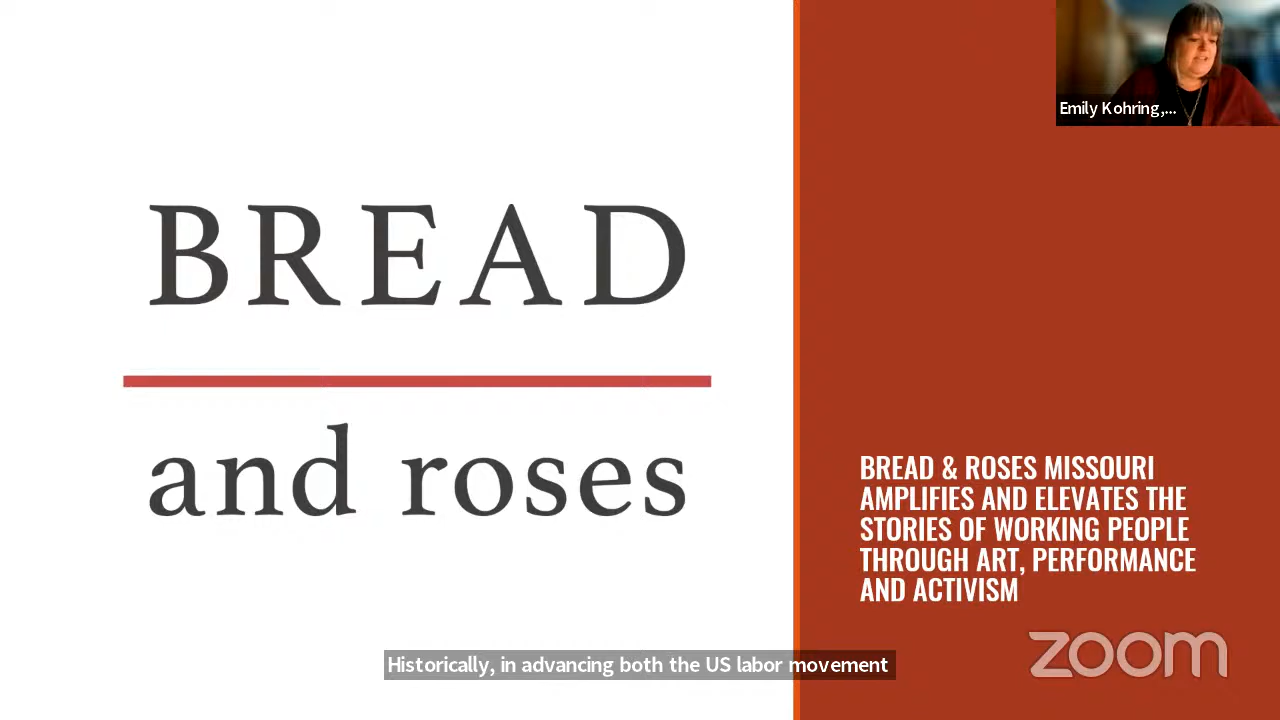 BREAD
and roses
Emily Kohring,...
BREAD & ROSES MISSOURI
AMPLIFIES AND ELEVATES THE
STORIES OF WORKING PEOPLE
THROUGH ART, PERFORMANCE
AND ACTIVISM
Historically, in advancing both the US labor movement
zoom